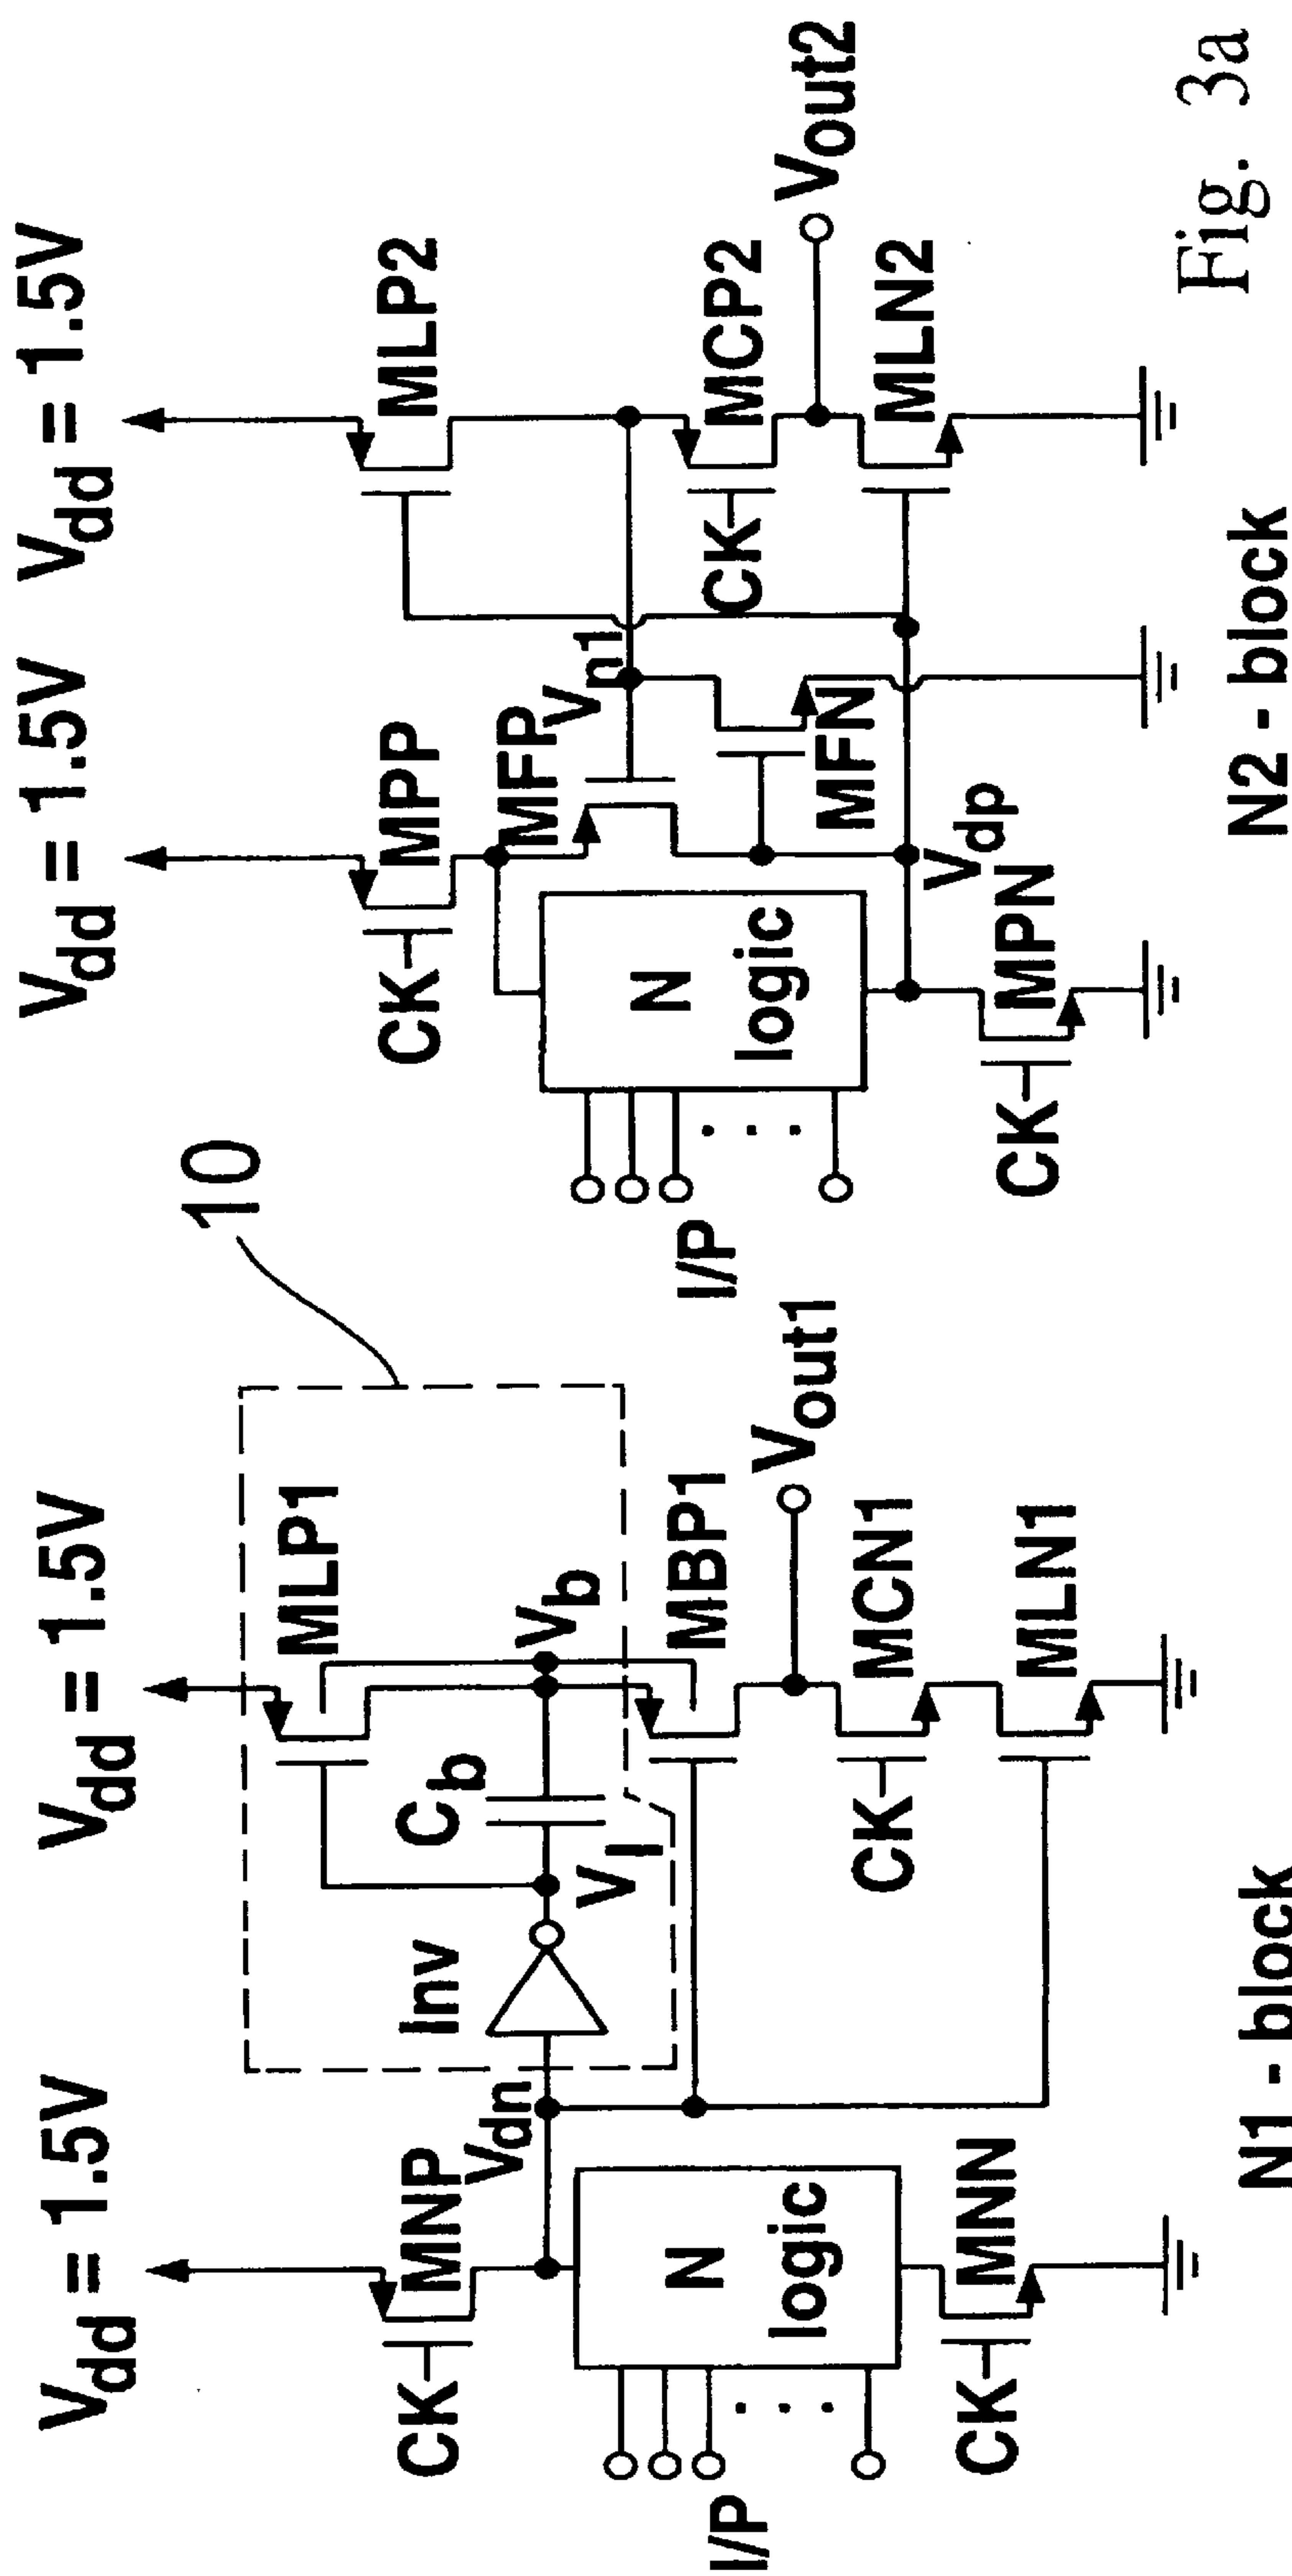 Vdd = 1.5V
Vdd = 1.5V
MNP
CK
Vdn
Inv
VI
Cb
Vb
MLP1
10
N
logic
I/P
MNN
CK
MBP1
Vout1
MCN1
CK
MLN1
N1 - block
Vdd = 1.5V
Vdd = 1.5V
MPP
CK
MFP
Vn1
MLP2
N
logic
I/P
MFN
Vdp
MPN
CK
MCP2
CK
Vout2
MLN2
N2 - block
Fig. 3a